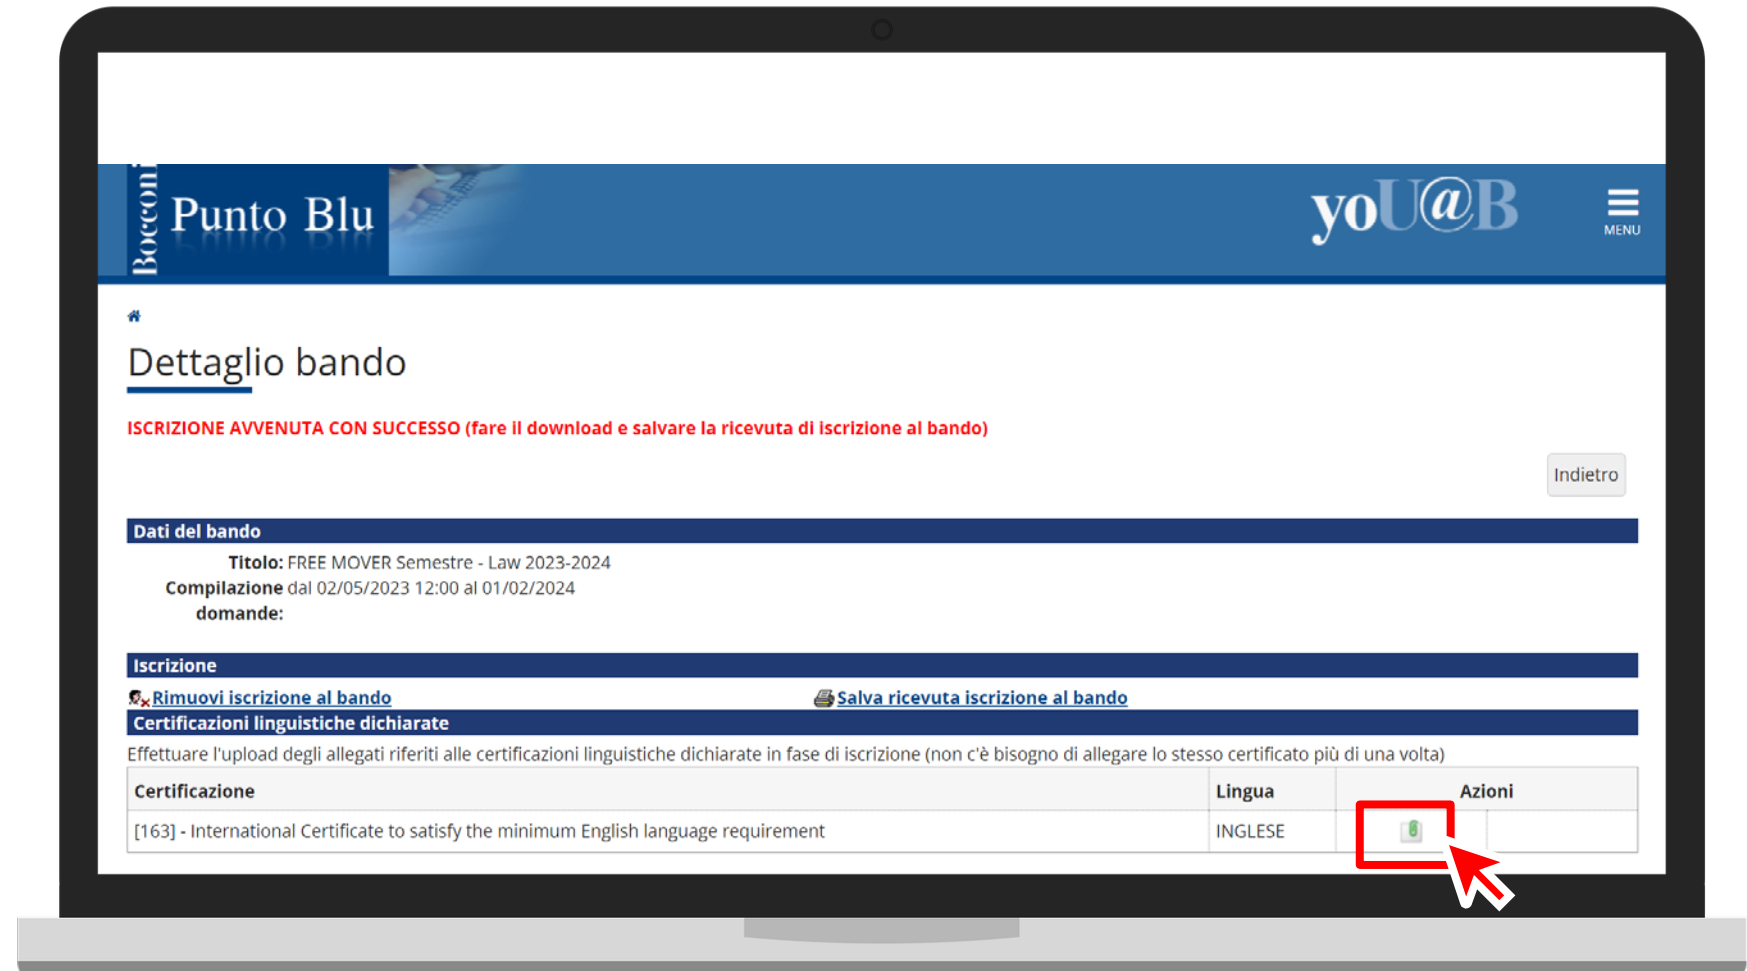 Bocconi
Punto Blu
yoU@B
MENU
Dettaglio bando
ISCRIZIONE AVVENUTA CON SUCCESSO (fare il download e salvare la ricevuta di iscrizione al bando)
Indietro
Dati del bando
Titolo: FREE MOVER Semestre - Law 2023-2024
Compilazione dal 02/05/2023 12:00 al 01/02/2024
domande:
Iscrizione
Rimuovi iscrizione al bando Salva ricevuta iscrizione al bando
Certificazioni linguistiche dichiarate
Effettuare l'upload degli allegati riferiti alle certificazioni linguistiche dichiarate in fase di iscrizione (non c'è bisogno di allegare lo stesso certificato più di una volta)
Certificazione Lingua Azioni
[163] - International Certificate to satisfy the minimum English language requirement INGLESE